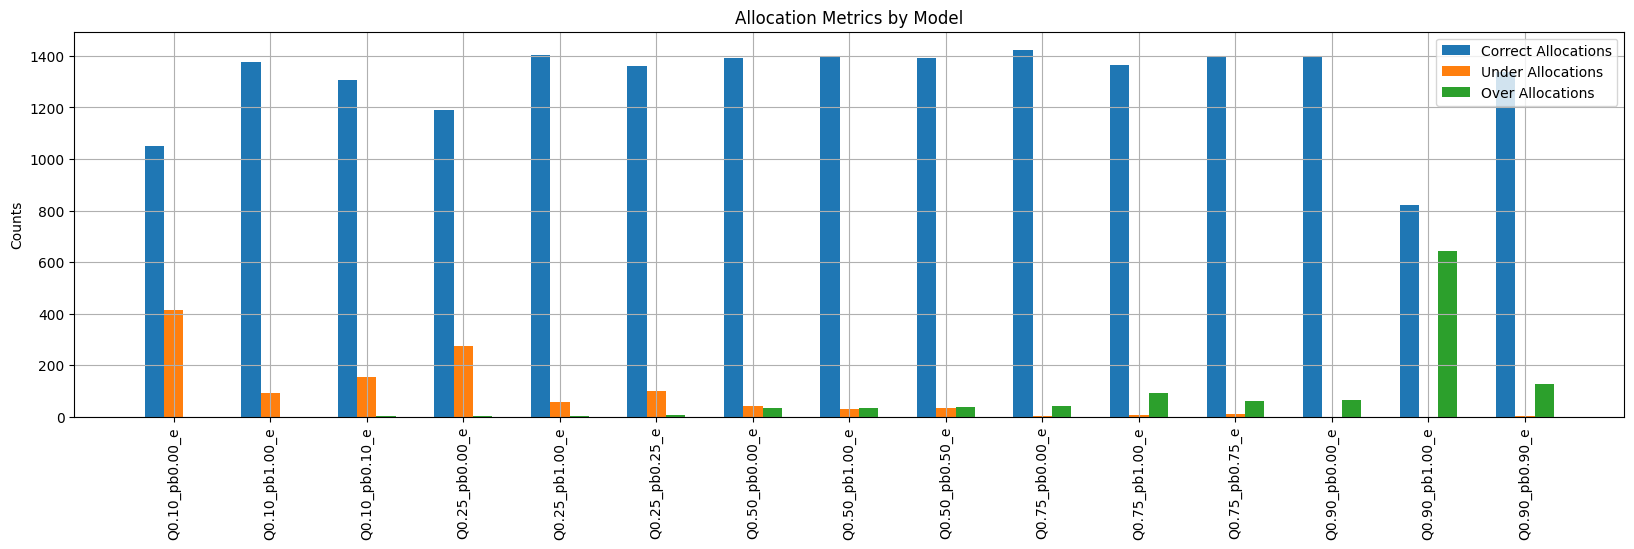 Allocation Metrics by Model
Correct Allocations
Under Allocations
Over Allocations
Counts
1400
1200
1000
800
600
400
200
0
Q0.10_pb0.00_e
Q0.10_pb1.00_e
Q0.10_pb0.10_e
Q0.25_pb0.00_e
Q0.25_pb1.00_e
Q0.25_pb0.25_e
Q0.50_pb0.00_e
Q0.50_pb1.00_e
Q0.50_pb0.50_e
Q0.75_pb0.00_e
Q0.75_pb1.00_e
Q0.75_pb0.75_e
Q0.90_pb0.00_e
Q0.90_pb1.00_e
Q0.90_pb0.90_e